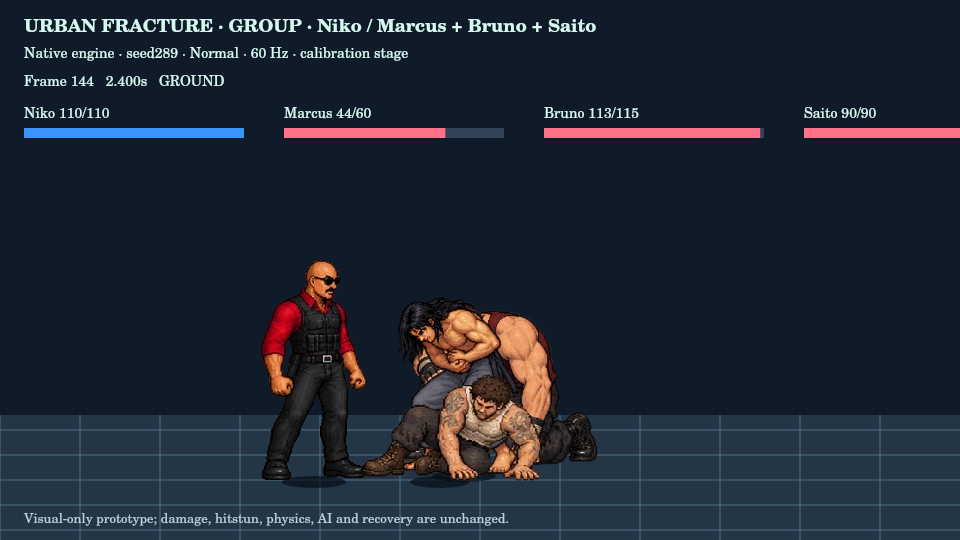 URBAN FRACTURE · GROUP · Niko / Marcus + Bruno + Saito
Native engine · seed289 · Normal · 60 Hz · calibration stage
Frame 144 2.400s GROUND
Niko 110/110 Marcus 44/60 Bruno 113/115 Saito 90/90
Visual-only prototype; damage, hitstun, physics, AI and recovery are unchanged.